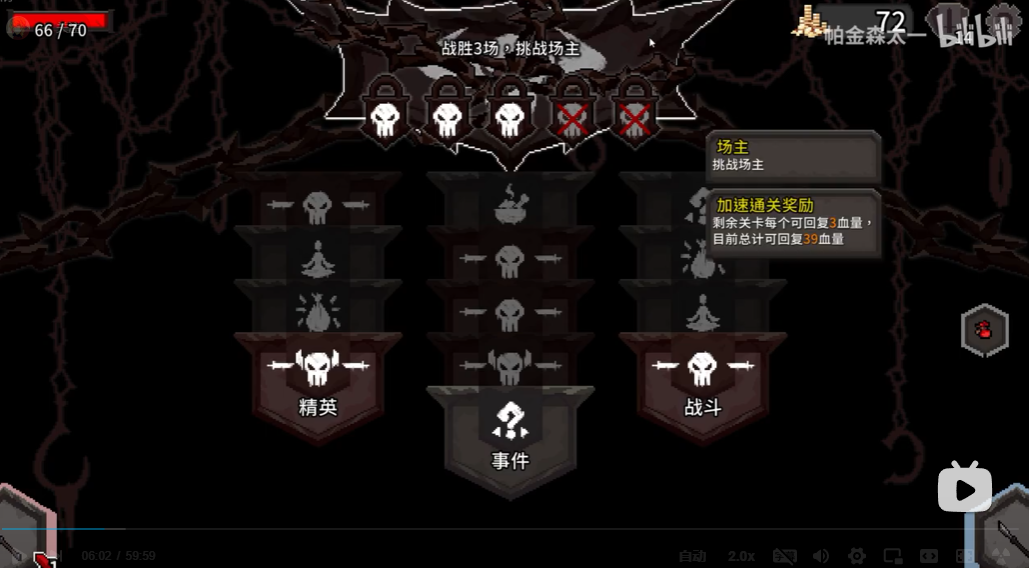 66 / 70
战胜3场，挑战场主
72
帕金森太一
bilibili
14
场主
挑战场主
加速通关奖励
剩余关卡每个可回复3血量，
目前总计可回复39血量
精英
战斗
事件
06:02 / 59:59
自动
2.0x